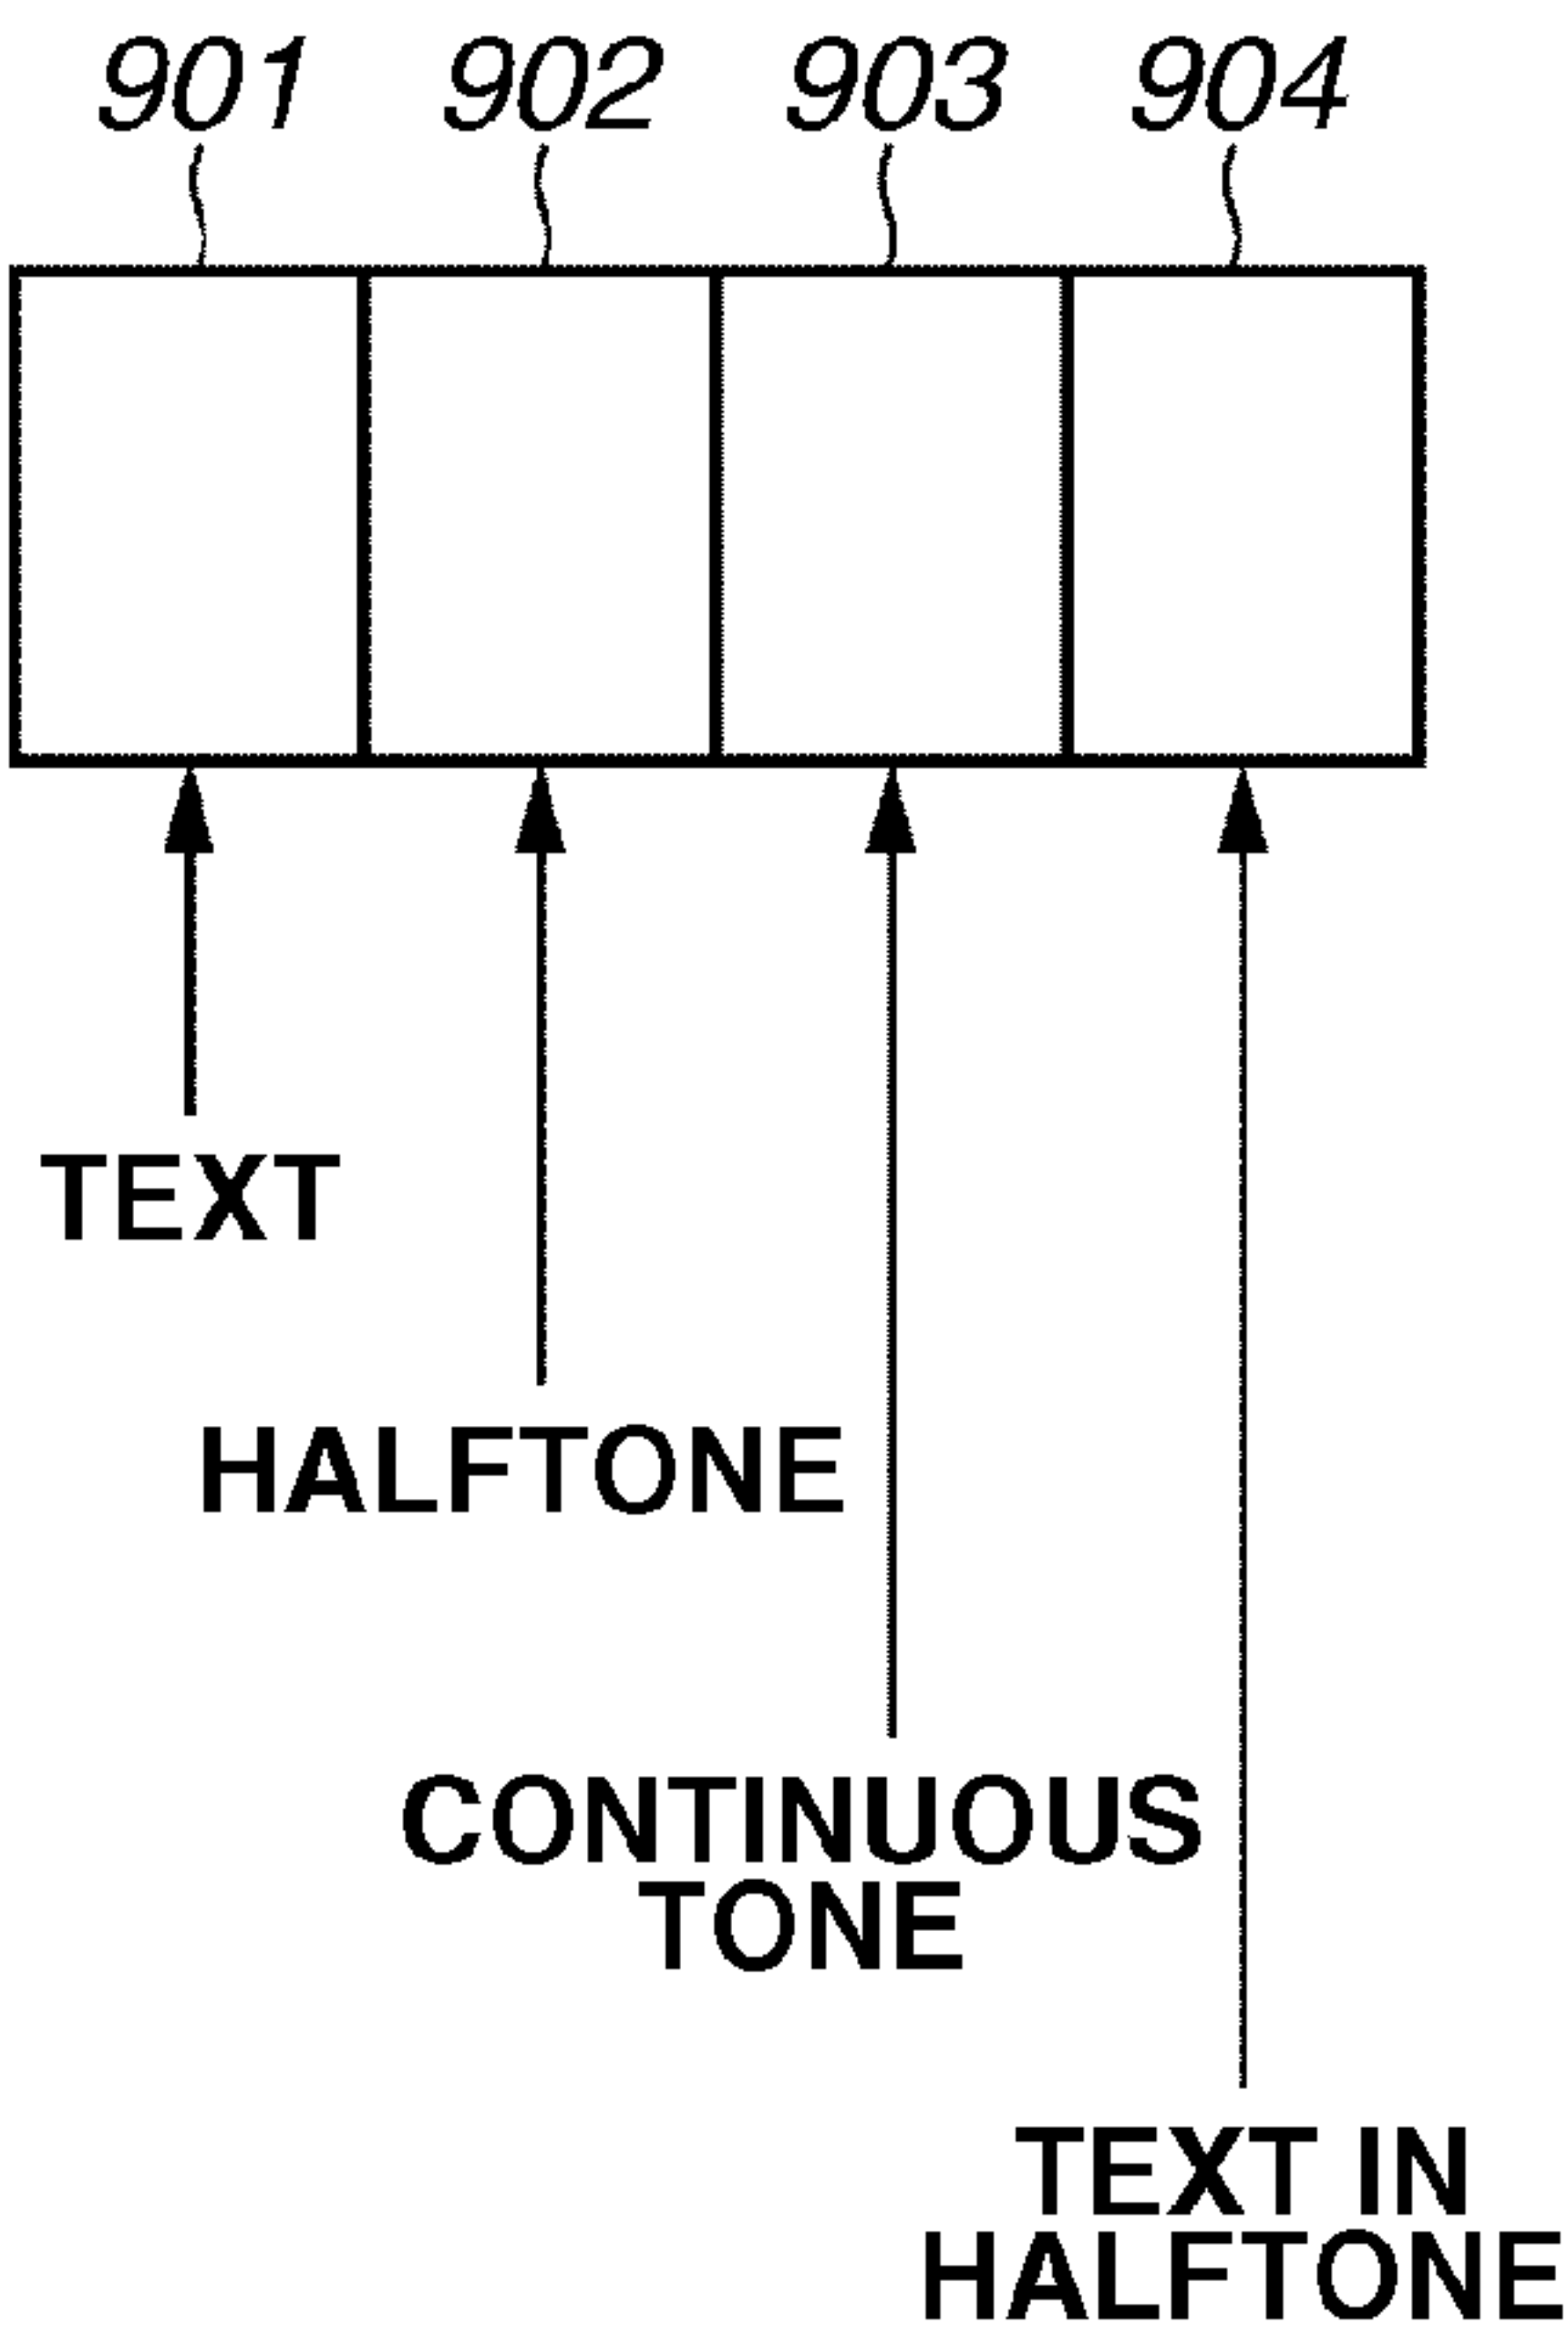 901 902 903 904
TEXT
HALFTONE
CONTINUOUS
TONE
TEXT IN
HALFTONE